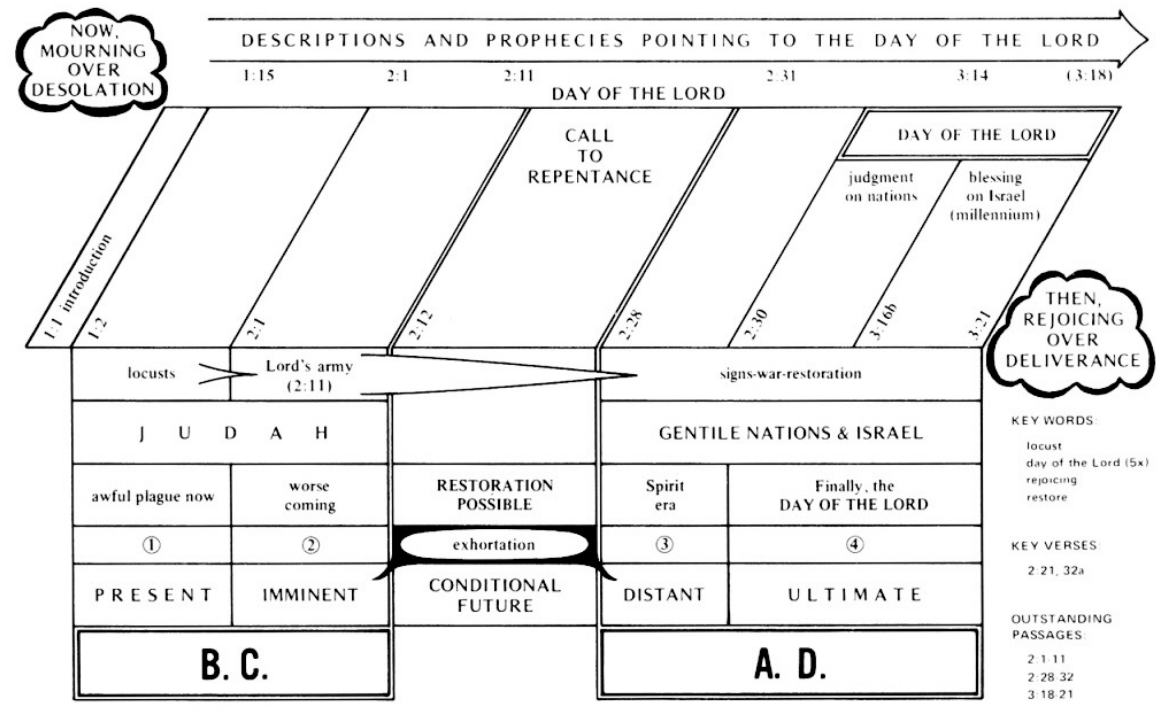 NOW,
MOURNING
OVER
DESOLATION
DESCRIPTIONS AND PROPHECIES POINTING TO THE DAY OF THE LORD
1:15 2:1 2:11 2:31 3:14 (3:18)
DAY OF THE LORD
CALL
TO
REPENTANCE
DAY OF THE LORD
judgment
on nations
blessing
on Israel
(millennium)
1:1 introduction
1:2
2:1
2:12
2:28
2:30
3:16b
3:21
THEN,
REJOICING
OVER
DELIVERANCE
locusts
Lord's army
(2:11)
signs-war-restoration
JUDAH
GENTILE NATIONS & ISRAEL
awful plague now
worse
coming
RESTORATION
POSSIBLE
Spirit
era
Finally, the
DAY OF THE LORD
①
②
exhortation
③
④
PRESENT
IMMINENT
CONDITIONAL
FUTURE
DISTANT
ULTIMATE
B. C.
A. D.
KEY WORDS:
locust
day of the Lord (5x)
rejoicing
restore
KEY VERSES:
2:21, 32a
OUTSTANDING
PASSAGES:
2:1-11
2:28-32
3:18-21